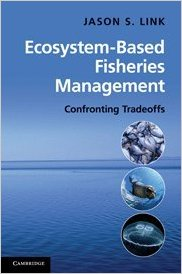 JASON S. LINK
Ecosystem-Based
Fisheries
Management
Confronting Tradeoffs
CAMBRIDGE